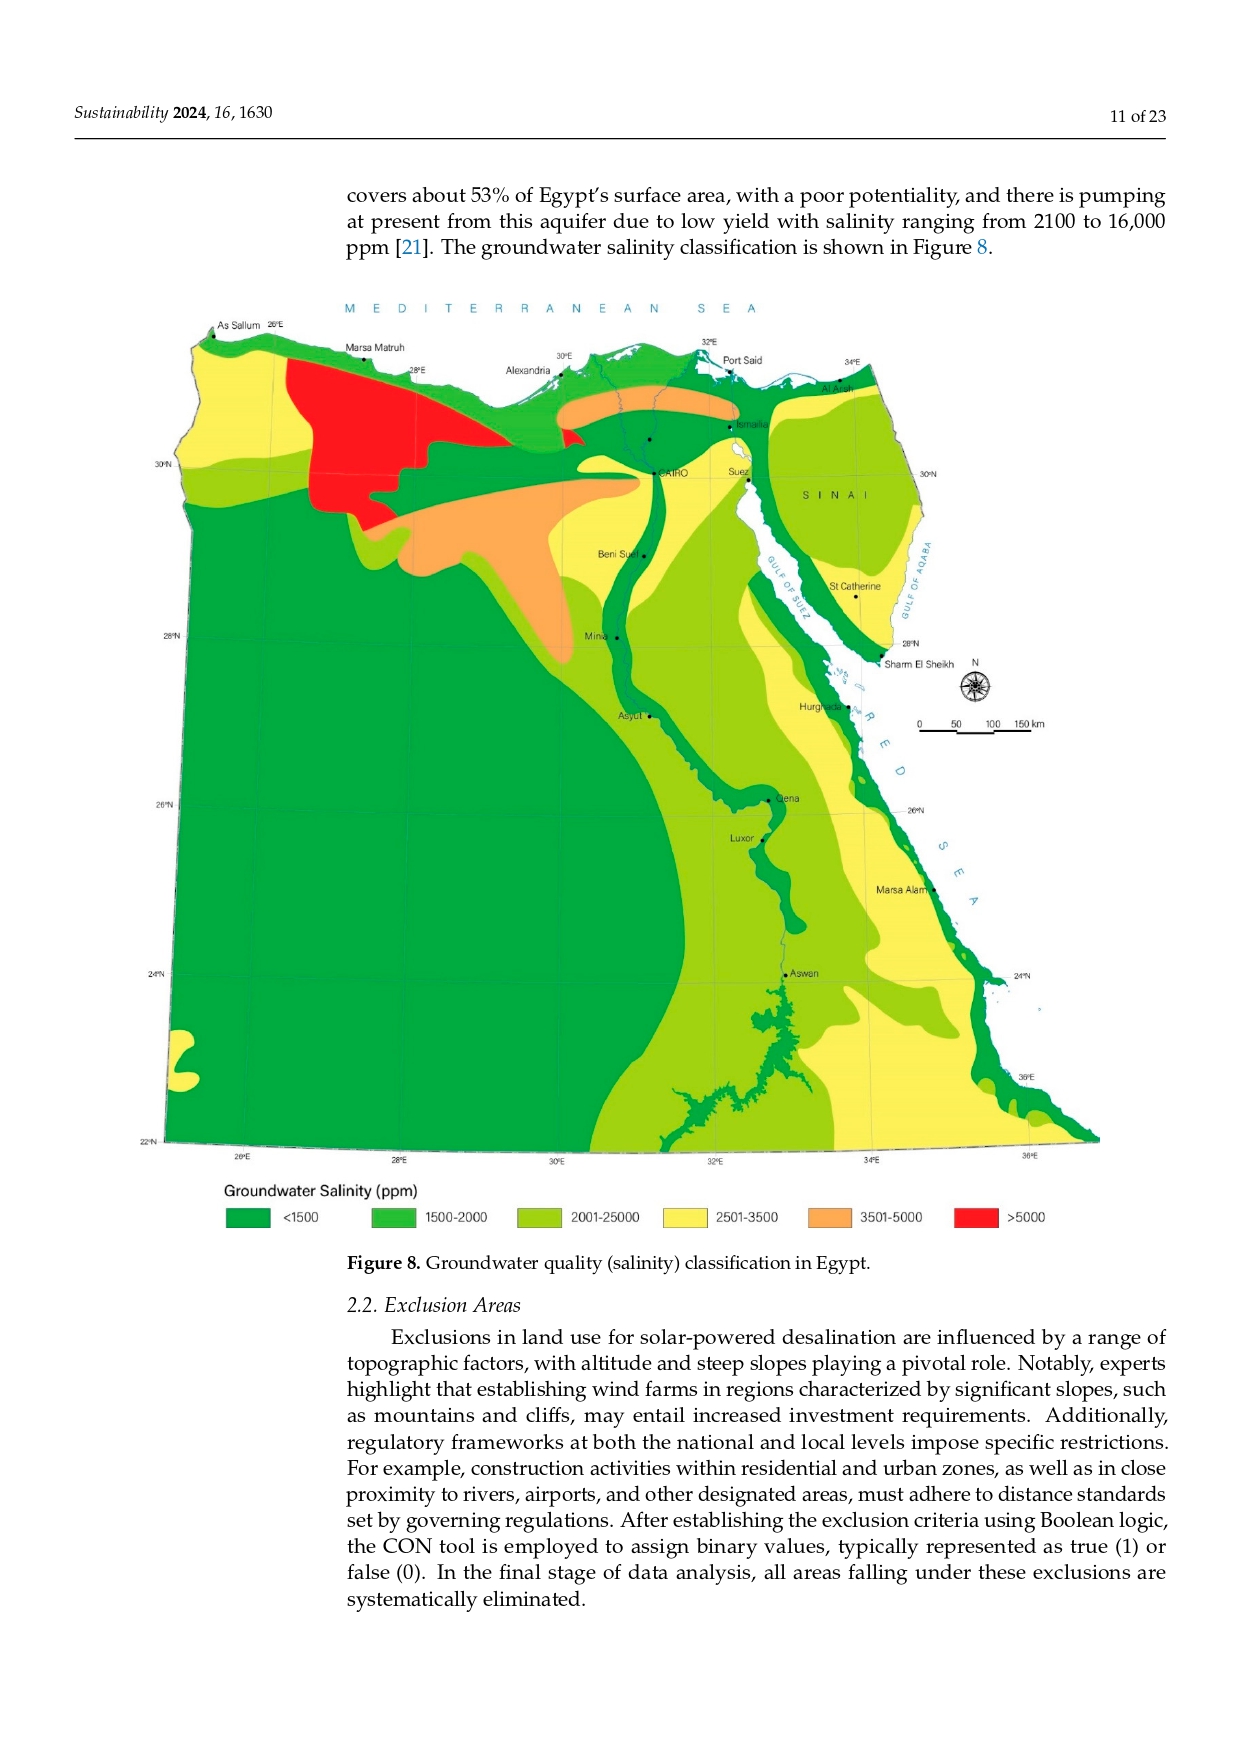 Sustainability 2024, 16, 1630
11 of 23
covers about 53% of Egypt's surface area, with a poor potentiality, and there is pumping
at present from this aquifer due to low yield with salinity ranging from 2100 to 16,000
ppm [21]. The groundwater salinity classification is shown in Figure 8.
MEDITERRANEAN SEA
As Sallum
26°E
Marsa Matruh
28°E
Alexandria
30°E
32°E
Port Said
34°E
Al Arish
Ismailia
30°N
CAIRO
Suez
30°N
SINAI
Beni Suef
GULF OF SUEZ
GULF OF AQABA
St Catherine
28°N
Minia
28°N
Sharm El Sheikh
N
Asyut
Hurghada
RED SEA
0 50 100 150 km
26°N
Qena
26°N
Luxor
Marsa Alam
24°N
Aswan
24°N
36°E
22°N
26°E
28°E
30°E
32°E
34°E
36°E
Groundwater Salinity (ppm)
<1500
1500-2000
2001-25000
2501-3500
3501-5000
>5000
Figure 8. Groundwater quality (salinity) classification in Egypt.
2.2. Exclusion Areas
Exclusions in land use for solar-powered desalination are influenced by a range of
topographic factors, with altitude and steep slopes playing a pivotal role. Notably, experts
highlight that establishing wind farms in regions characterized by significant slopes, such
as mountains and cliffs, may entail increased investment requirements. Additionally,
regulatory frameworks at both the national and local levels impose specific restrictions.
For example, construction activities within residential and urban zones, as well as in close
proximity to rivers, airports, and other designated areas, must adhere to distance standards
set by governing regulations. After establishing the exclusion criteria using Boolean logic,
the CON tool is employed to assign binary values, typically represented as true (1) or
false (0). In the final stage of data analysis, all areas falling under these exclusions are
systematically eliminated.